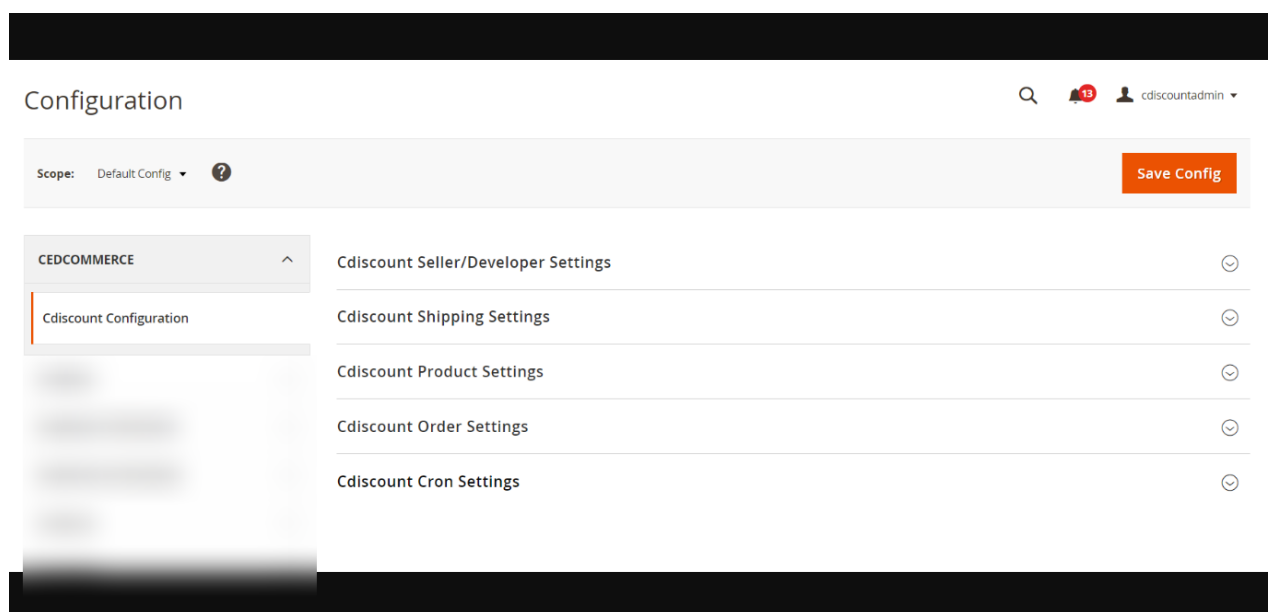 Configuration
13
cdiscountadmin
Scope: Default Config ?
Save Config
CEDCOMMERCE
Cdiscount Configuration
Cdiscount Seller/Developer Settings
Cdiscount Shipping Settings
Cdiscount Product Settings
Cdiscount Order Settings
Cdiscount Cron Settings